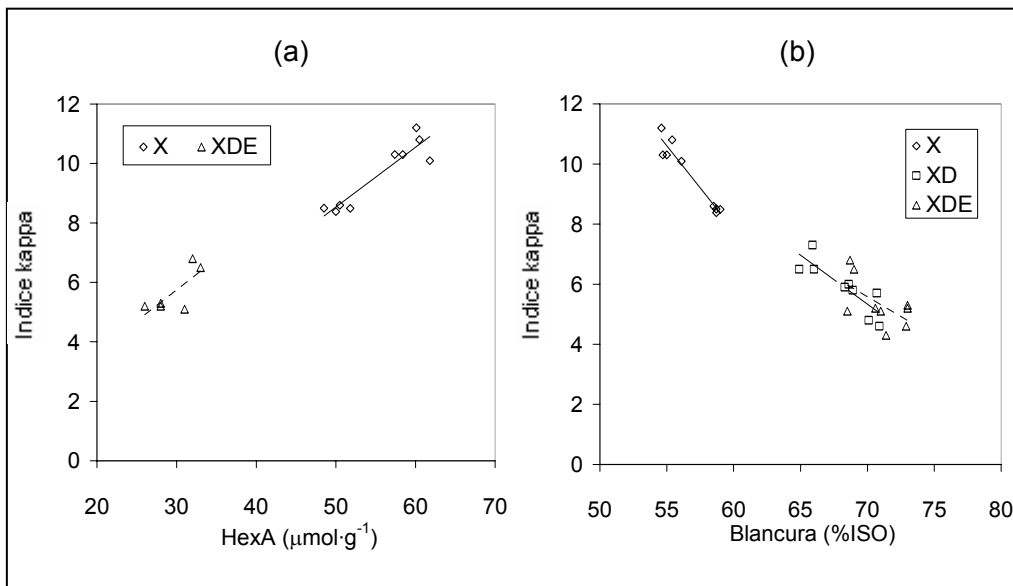 (a)
Indice kappa
12
10
8
6
4
2
0
X XDE
20 30 40 50 60 70
HexA (μmol·g⁻¹)
(b)
Indice kappa
12
10
8
6
4
2
0
X
XD
XDE
50 55 60 65 70 75 80
Blancura (%ISO)